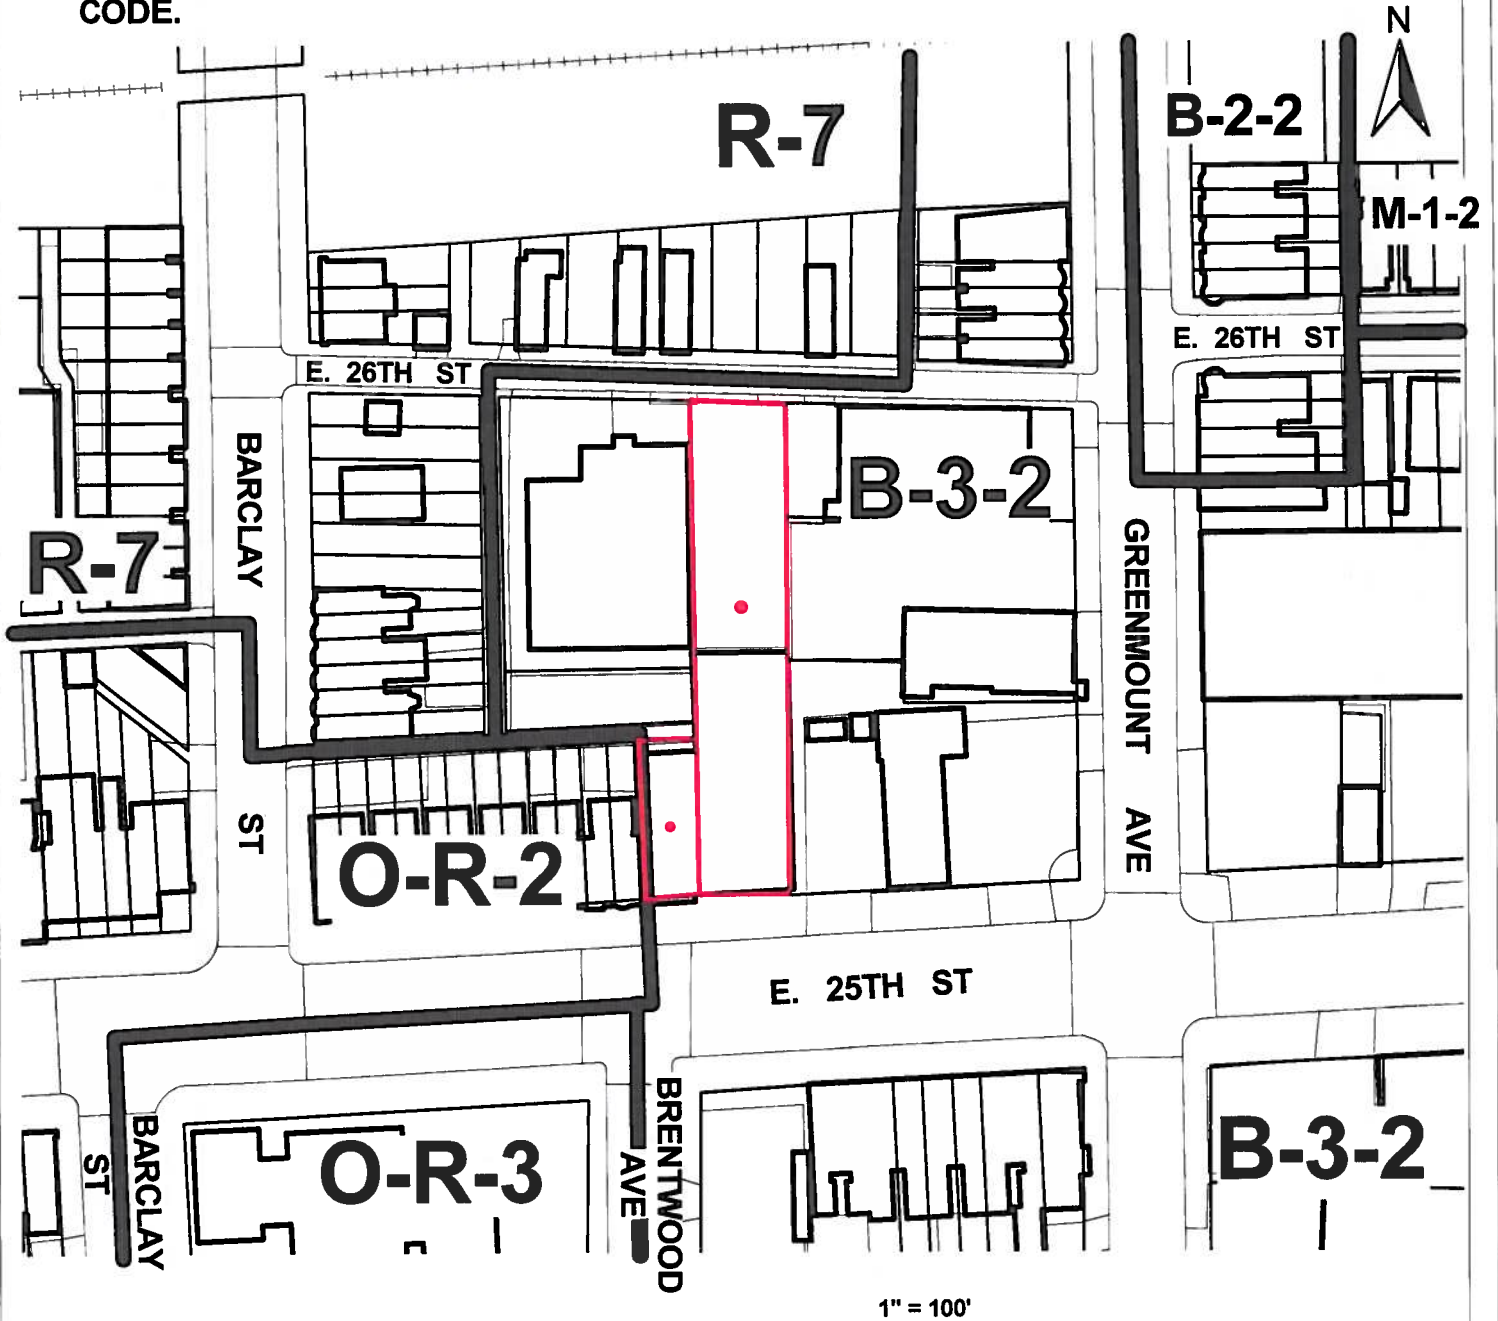 CODE.
N
R-7
B-2-2
M-1-2
E. 26TH ST
E. 26TH ST
BARCLAY ST
B-3-2
R-7
GREENMOUNT AVE
O-R-2
E. 25TH ST
BARCLAY ST
O-R-3
BRENTWOOD AVE
B-3-2
1" = 100'